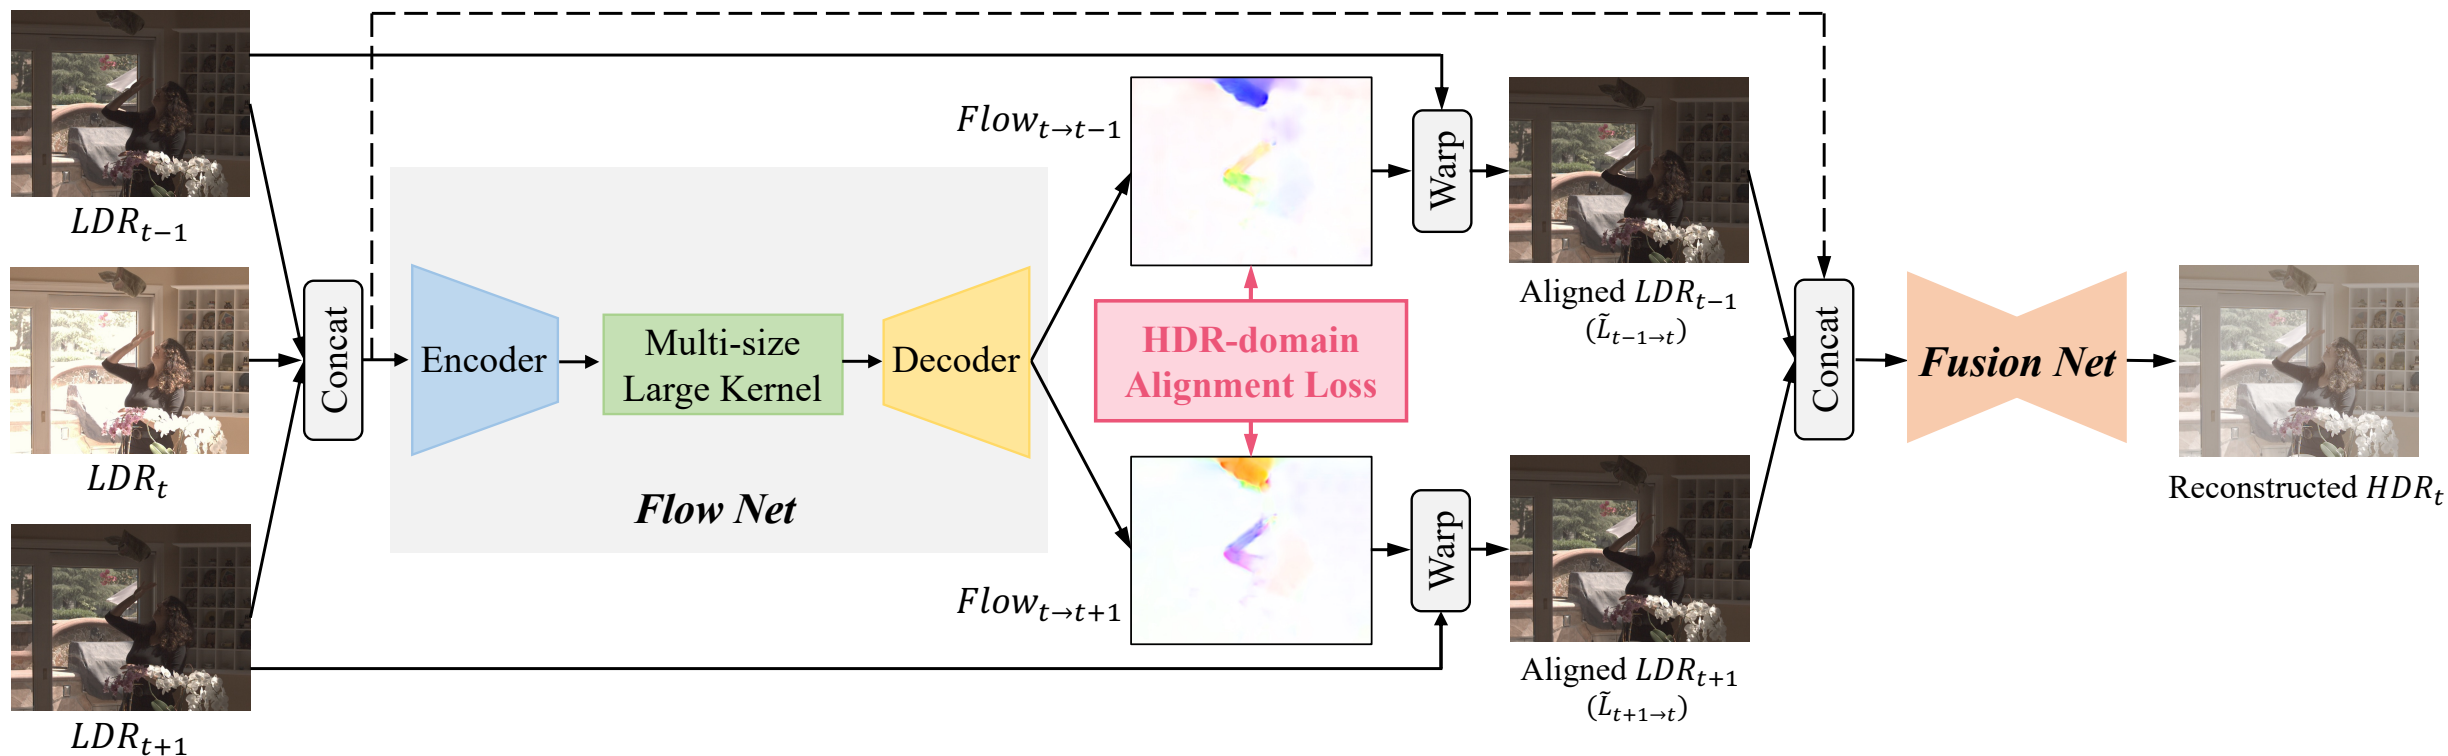 LDR_{t−1}
LDR_t
LDR_{t+1}
Concat
Encoder
Multi-size
Large Kernel
Decoder
Flow Net
Flow_{t→t−1}
HDR-domain
Alignment Loss
Flow_{t→t+1}
Warp
Warp
Aligned LDR_{t−1}
(L̃_{t−1→t})
Aligned LDR_{t+1}
(L̃_{t+1→t})
Concat
Fusion Net
Reconstructed HDR_t